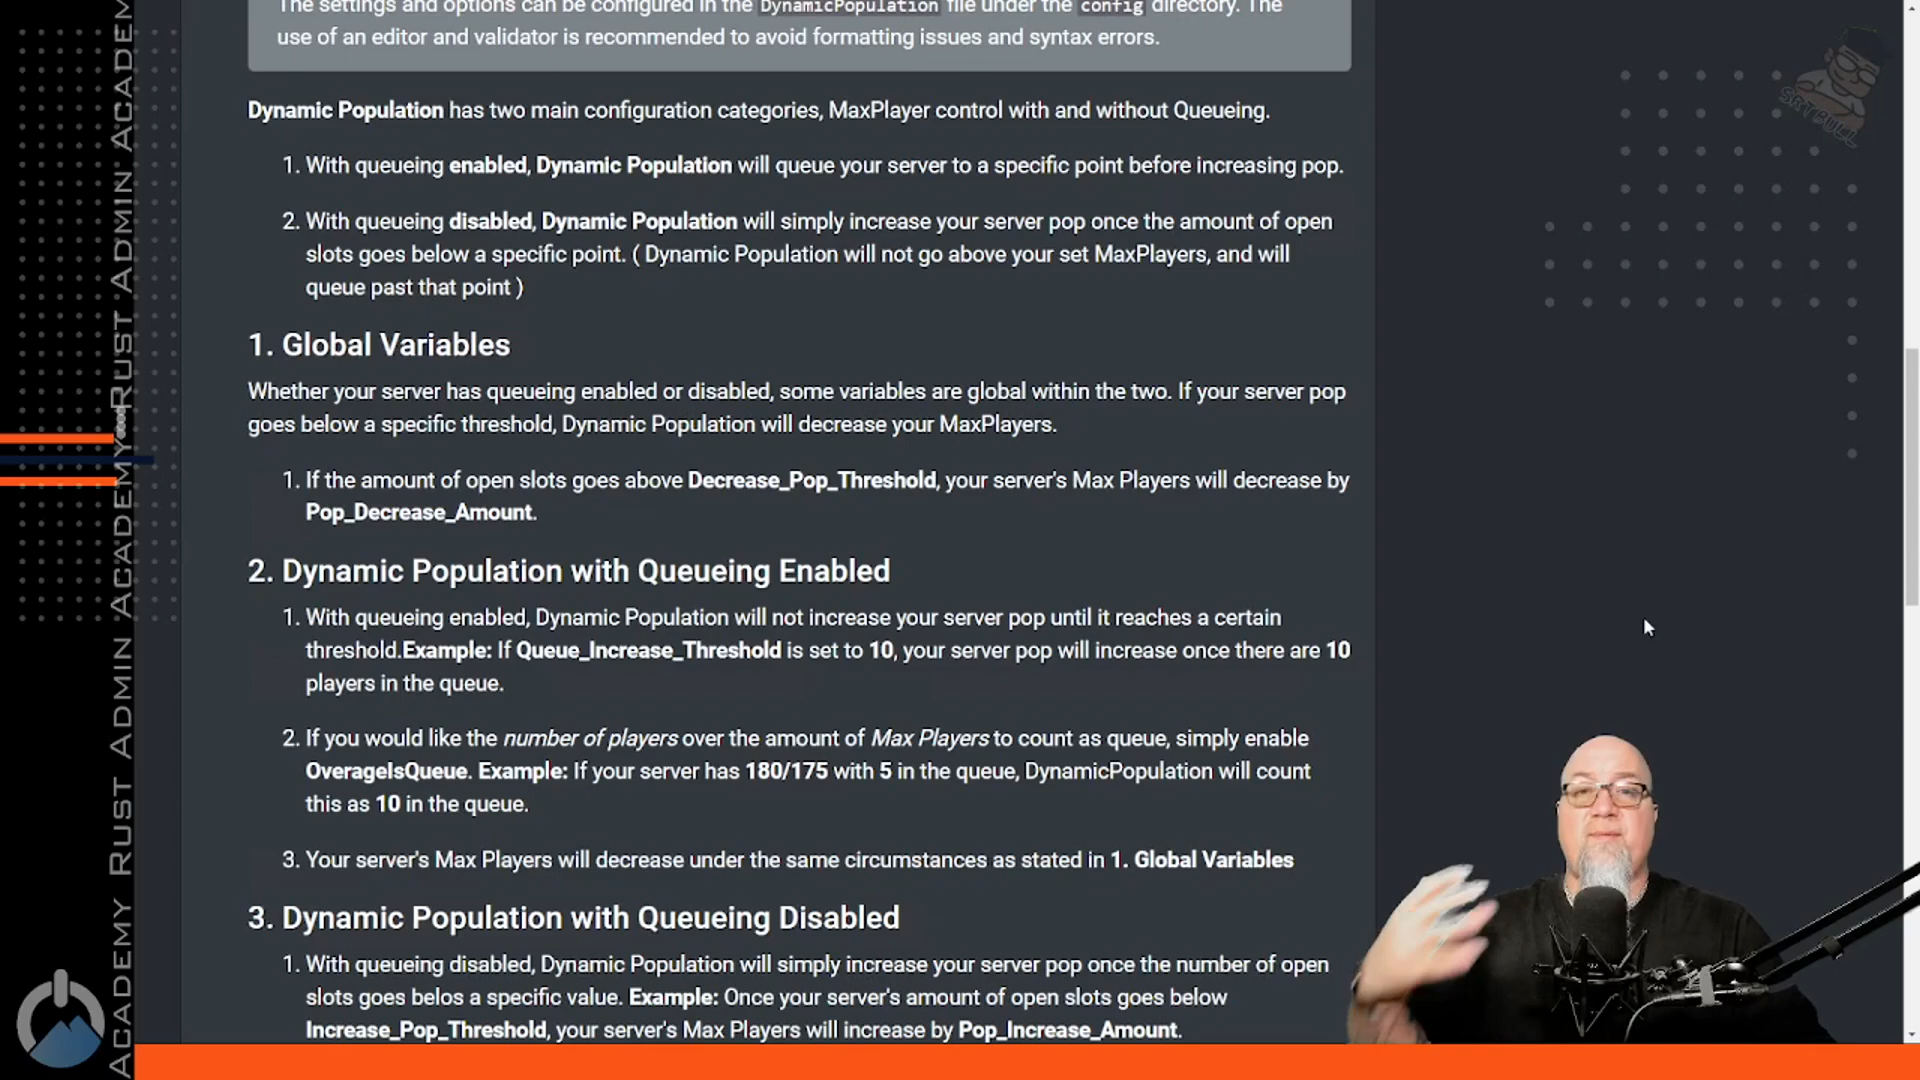 The settings and options can be configured in the DynamicPopulation file under the config directory. The
use of an editor and validator is recommended to avoid formatting issues and syntax errors.
Dynamic Population has two main configuration categories, MaxPlayer control with and without Queueing.
1. With queueing enabled, Dynamic Population will queue your server to a specific point before increasing pop.
2. With queueing disabled, Dynamic Population will simply increase your server pop once the amount of open
slots goes below a specific point. ( Dynamic Population will not go above your set MaxPlayers, and will
queue past that point )
1. Global Variables
Whether your server has queueing enabled or disabled, some variables are global within the two. If your server pop
goes below a specific threshold, Dynamic Population will decrease your MaxPlayers.
1. If the amount of open slots goes above Decrease_Pop_Threshold, your server's Max Players will decrease by
Pop_Decrease_Amount.
2. Dynamic Population with Queueing Enabled
1. With queueing enabled, Dynamic Population will not increase your server pop until it reaches a certain
threshold.Example: If Queue_Increase_Threshold is set to 10, your server pop will increase once there are 10
players in the queue.
2. If you would like the number of players over the amount of Max Players to count as queue, simply enable
OverageIsQueue. Example: If your server has 180/175 with 5 in the queue, DynamicPopulation will count
this as 10 in the queue.
3. Your server's Max Players will decrease under the same circumstances as stated in 1. Global Variables
3. Dynamic Population with Queueing Disabled
1. With queueing disabled, Dynamic Population will simply increase your server pop once the number of open
slots goes belos a specific value. Example: Once your server's amount of open slots goes below
Increase_Pop_Threshold, your server's Max Players will increase by Pop_Increase_Amount.
ACADEMY RUST ADMIN ACADEMY RUST ADMIN ACADEM
SRTBULL